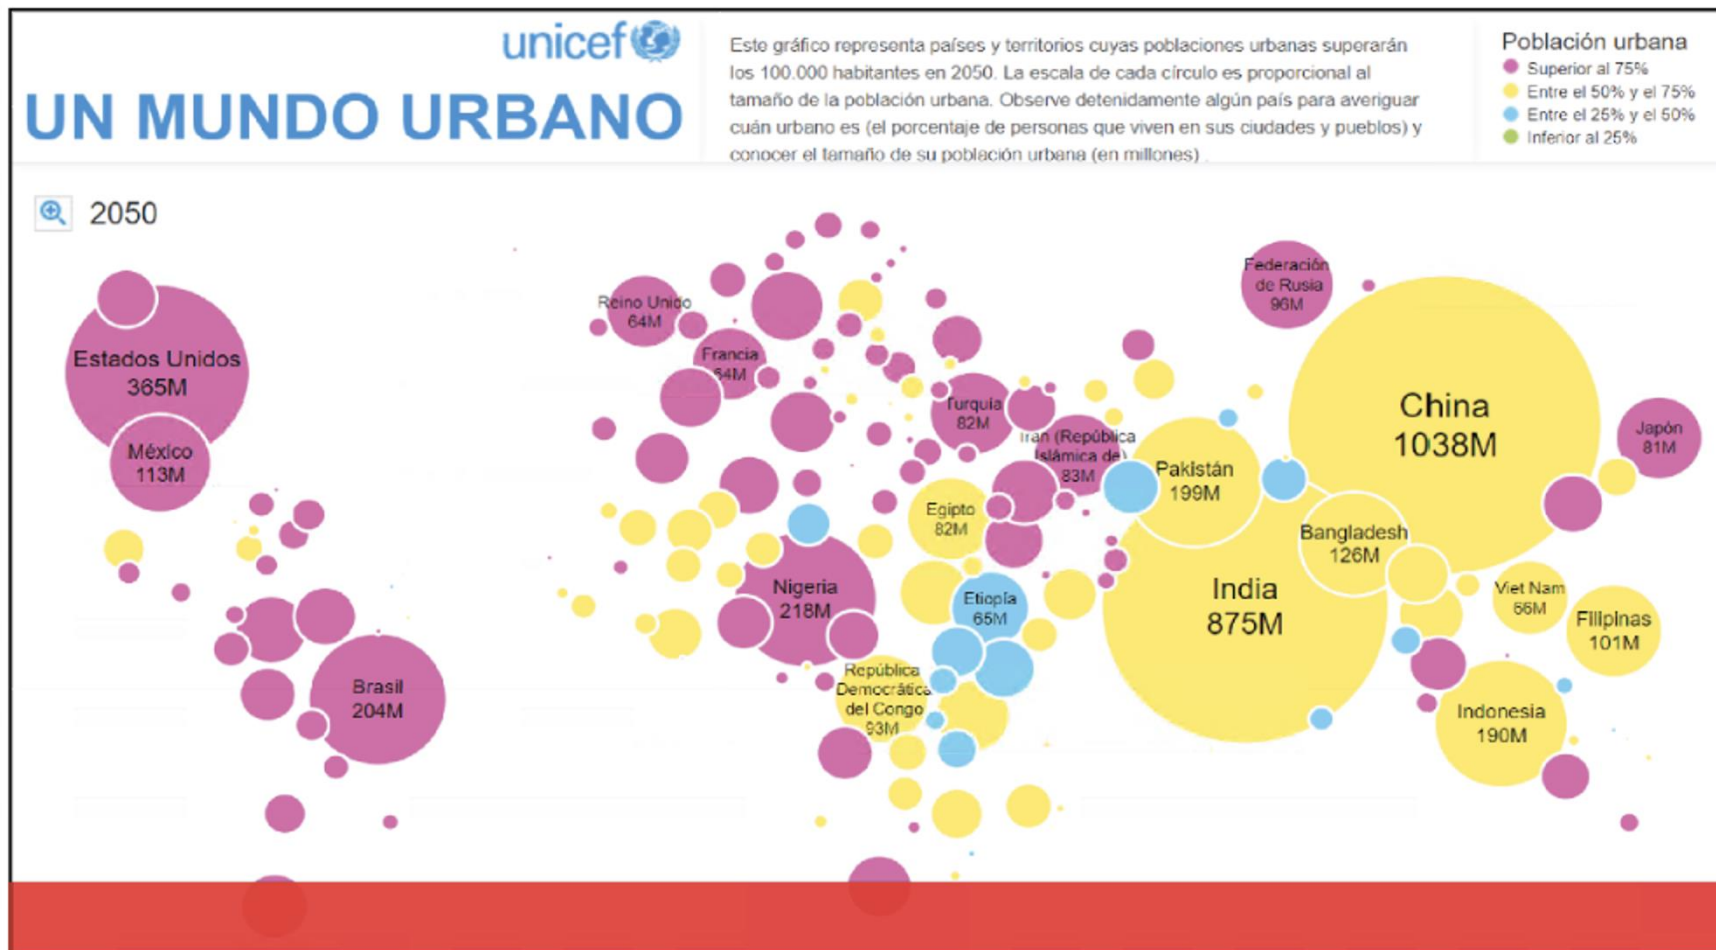 unicef
UN MUNDO URBANO
Este gráfico representa países y territorios cuyas poblaciones urbanas superarán
los 100.000 habitantes en 2050. La escala de cada círculo es proporcional al
tamaño de la población urbana. Observe detenidamente algún país para averiguar
cuán urbano es (el porcentaje de personas que viven en sus ciudades y pueblos) y
conocer el tamaño de su población urbana (en millones) .
Población urbana
Superior al 75%
Entre el 50% y el 75%
Entre el 25% y el 50%
Inferior al 25%
2050
Estados Unidos
365M
México
113M
Brasil
204M
Reino Unido
64M
Francia
64M
Nigeria
218M
República
Democrática
del Congo
93M
Egipto
82M
Etiopía
65M
Turquía
82M
Irán (República
Islámica de)
83M
Federación
de Rusia
96M
Pakistán
199M
India
875M
Bangladesh
126M
China
1038M
Japón
81M
Viet Nam
66M
Filipinas
101M
Indonesia
190M